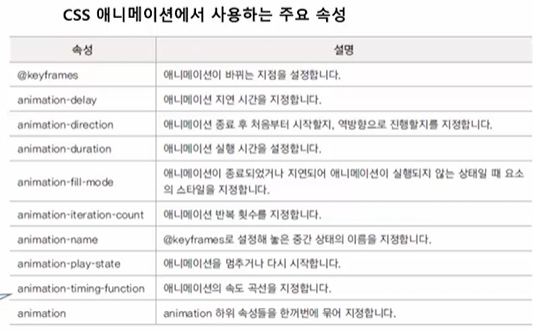 CSS 애니메이션에서 사용하는 주요 속성
속성 설명
@keyframes 애니메이션이 바뀌는 지점을 설정합니다.
animation-delay 애니메이션 지연 시간을 지정합니다.
animation-direction 애니메이션 종료 후 처음부터 시작할지, 역방향으로 진행할지를 지정합니다.
animation-duration 애니메이션 실행 시간을 설정합니다.
animation-fill-mode 애니메이션이 종료되었거나 지연되어 애니메이션이 실행되지 않는 상태일 때 요소
의 스타일을 지정합니다.
animation-iteration-count 애니메이션 반복 횟수를 지정합니다.
animation-name @keyframes로 설정해 놓은 중간 상태의 이름을 지정합니다.
animation-play-state 애니메이션을 멈추거나 다시 시작합니다.
animation-timing-function 애니메이션의 속도 곡선을 지정합니다.
animation animation 하위 속성들을 한꺼번에 묶어 지정합니다.